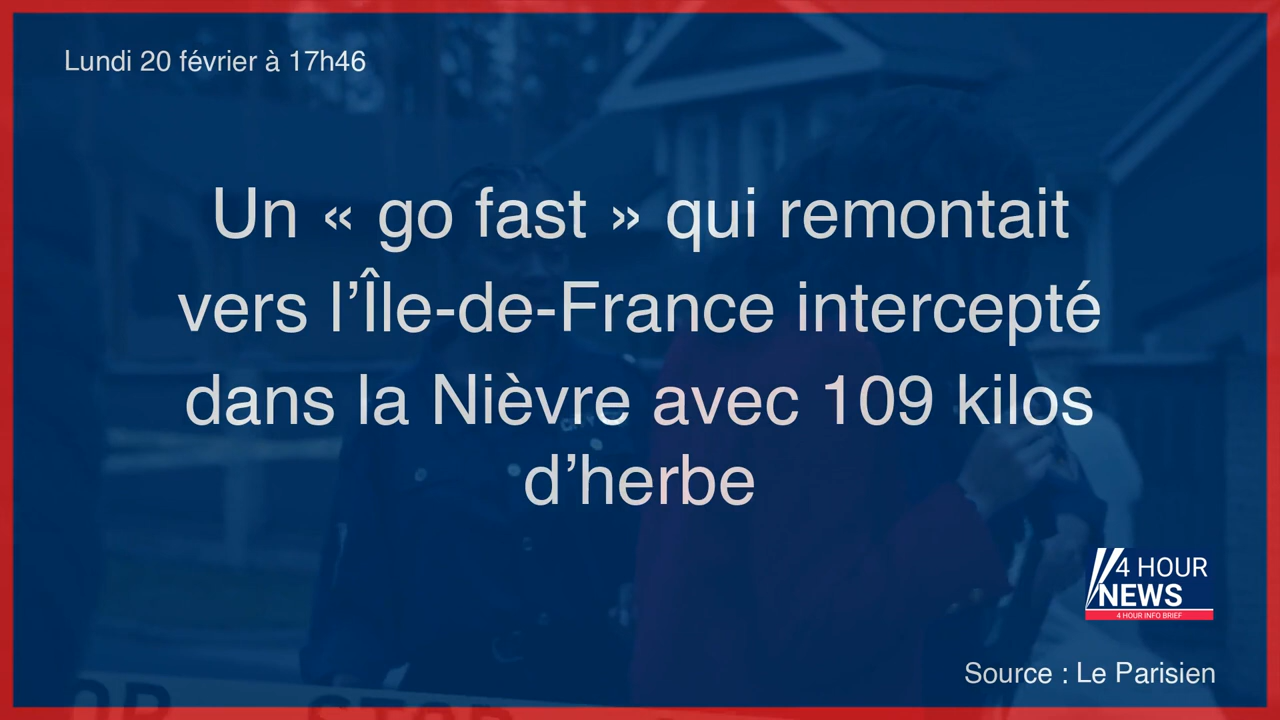 Lundi 20 février à 17h46
Un « go fast » qui remontait
vers l’Île-de-France intercepté
dans la Nièvre avec 109 kilos
d’herbe
4 HOUR
NEWS
4 HOUR INFO BRIEF
Source : Le Parisien
STOP